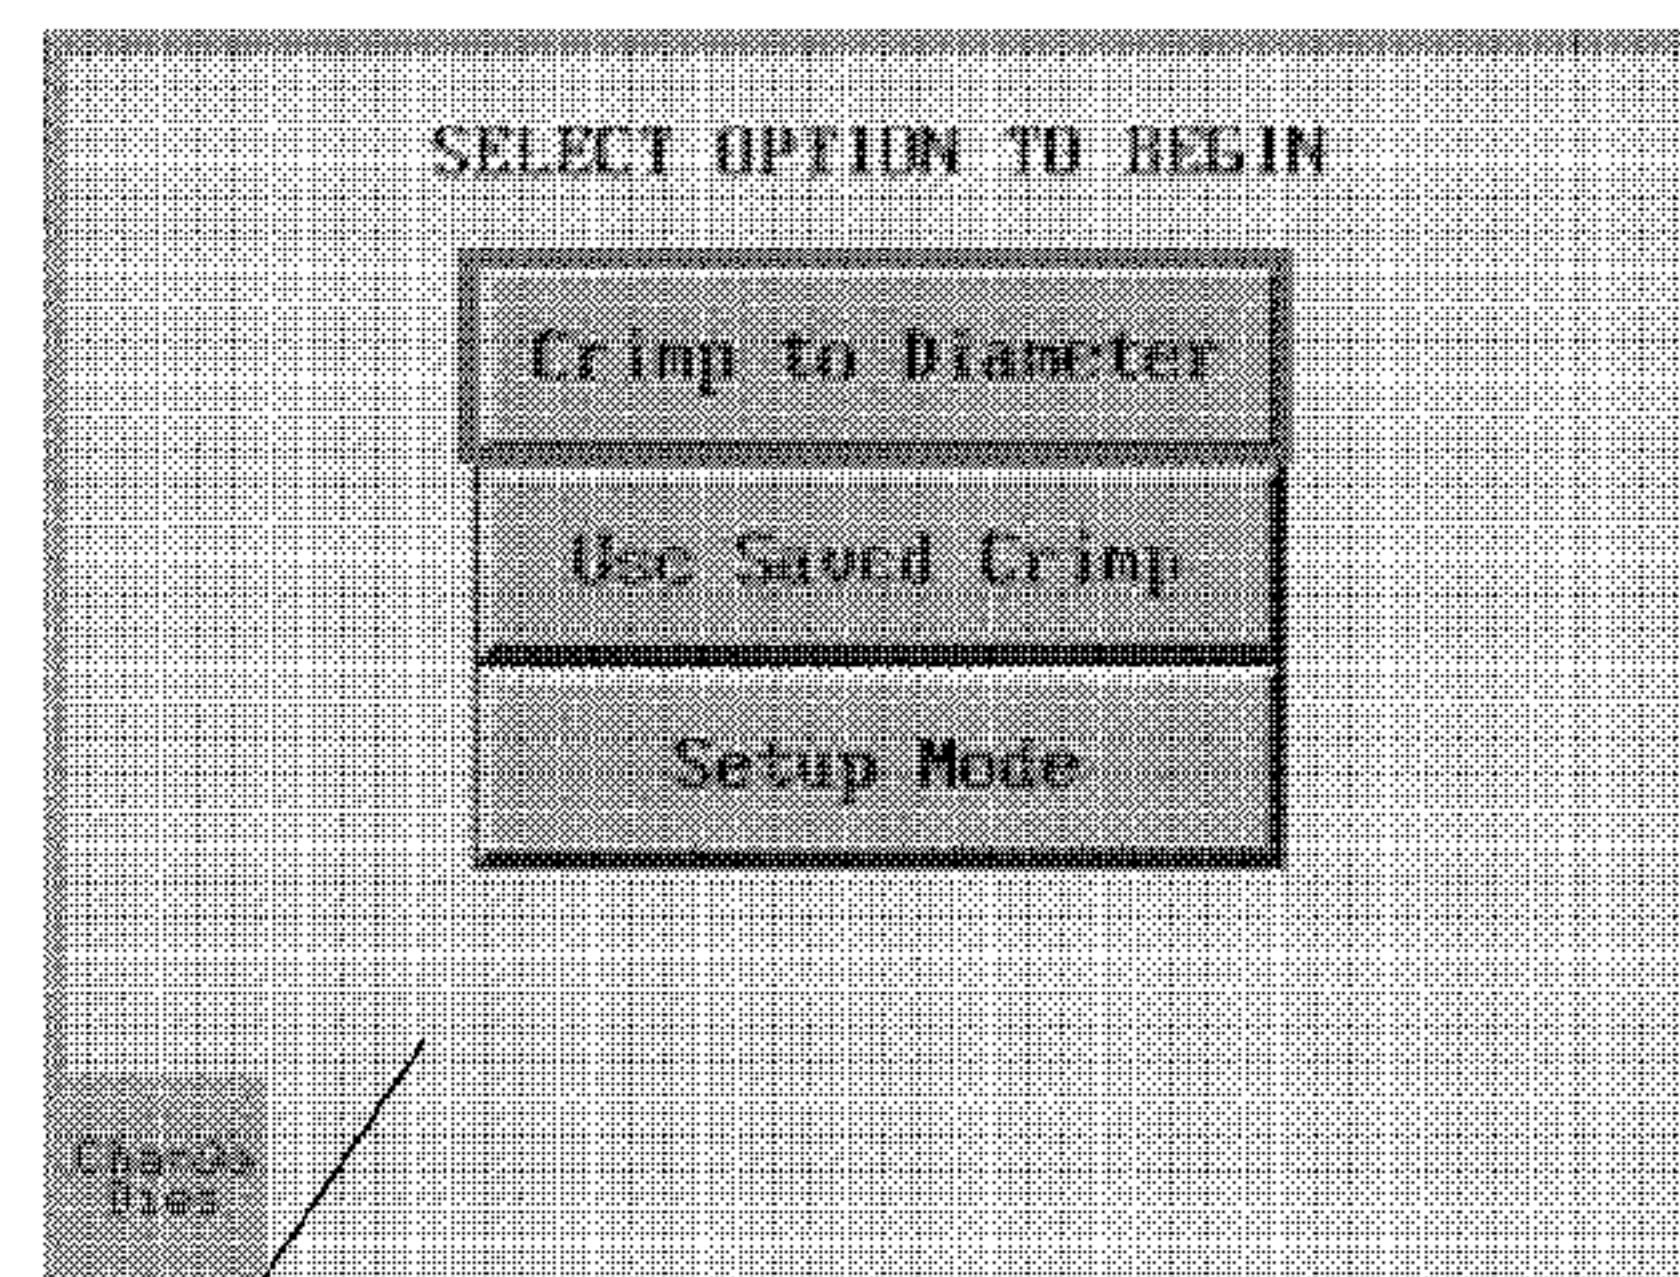 SELECT OPTION TO BEGIN
Crimp to Diameter
Use Saved Crimp
Setup Mode
Change
Dies